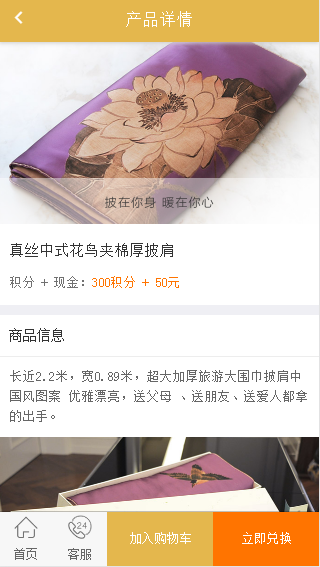 产品详情
披在你身 暖在你心
真丝中式花鸟夹棉厚披肩
积分 + 现金：300积分 + 50元
商品信息
长近2.2米，宽0.89米，超大加厚旅游大围巾披肩中
国风图案 优雅漂亮，送父母 、送朋友、送爱人都拿
的出手。
24
首页
客服
加入购物车
立即兑换